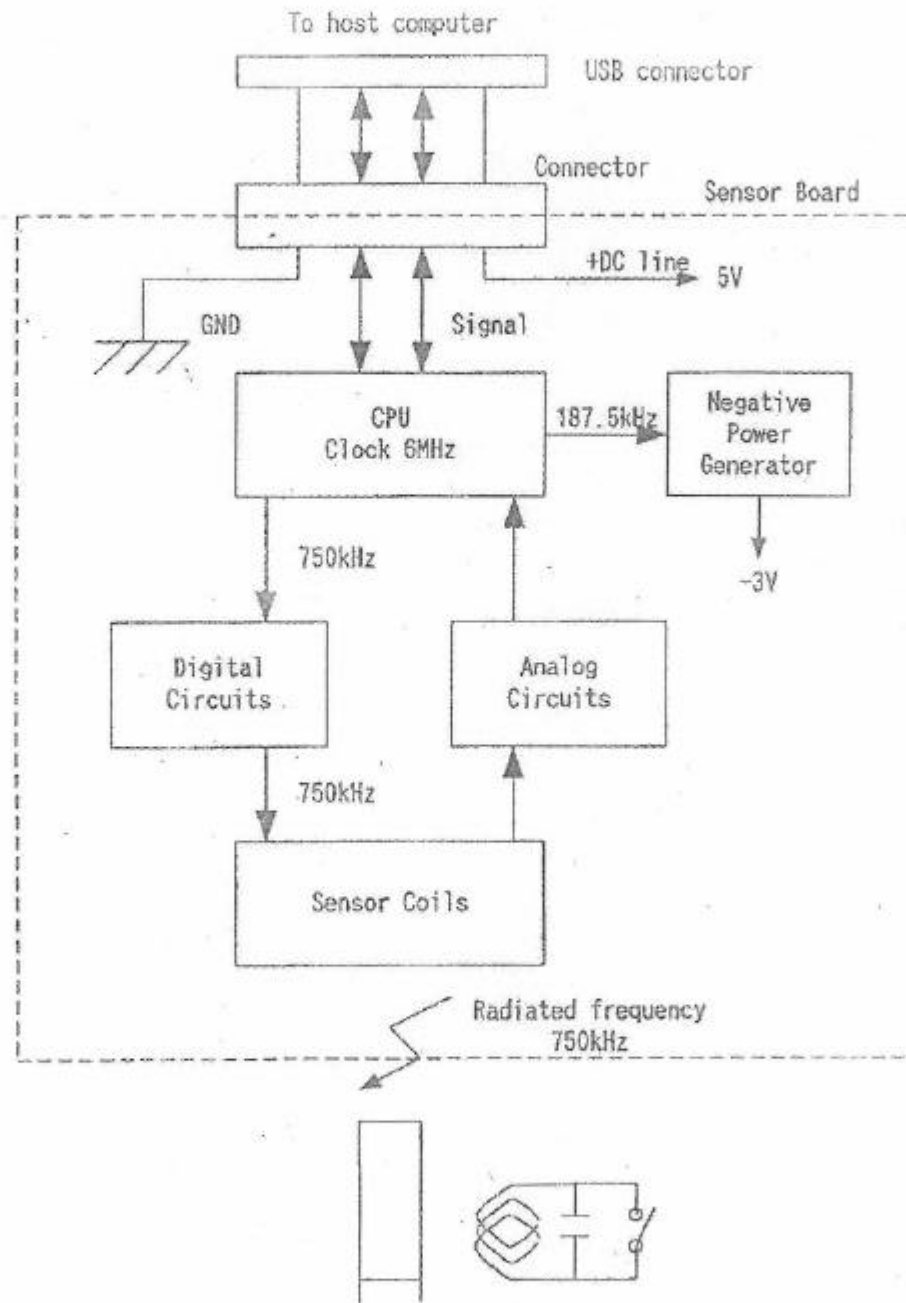 To host computer
USB connector
Connector
Sensor Board
+DC line
5V
GND
Signal
CPU
Clock 6MHz
187.5kHz
Negative
Power
Generator
-3V
750kHz
Digital
Circuits
Analog
Circuits
750kHz
Sensor Coils
Radiated frequency
750kHz